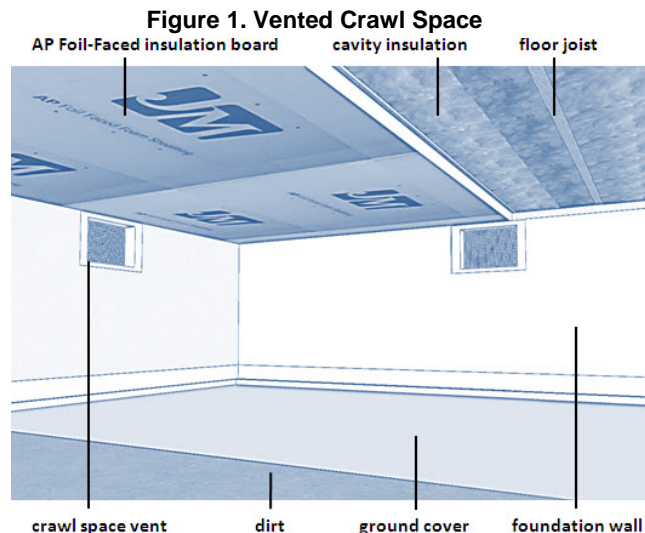 Figure 1. Vented Crawl Space
AP Foil-Faced insulation board cavity insulation floor joist
JM
AP Foil Faced Foam Sheathing
JM
JM
crawl space vent dirt ground cover foundation wall